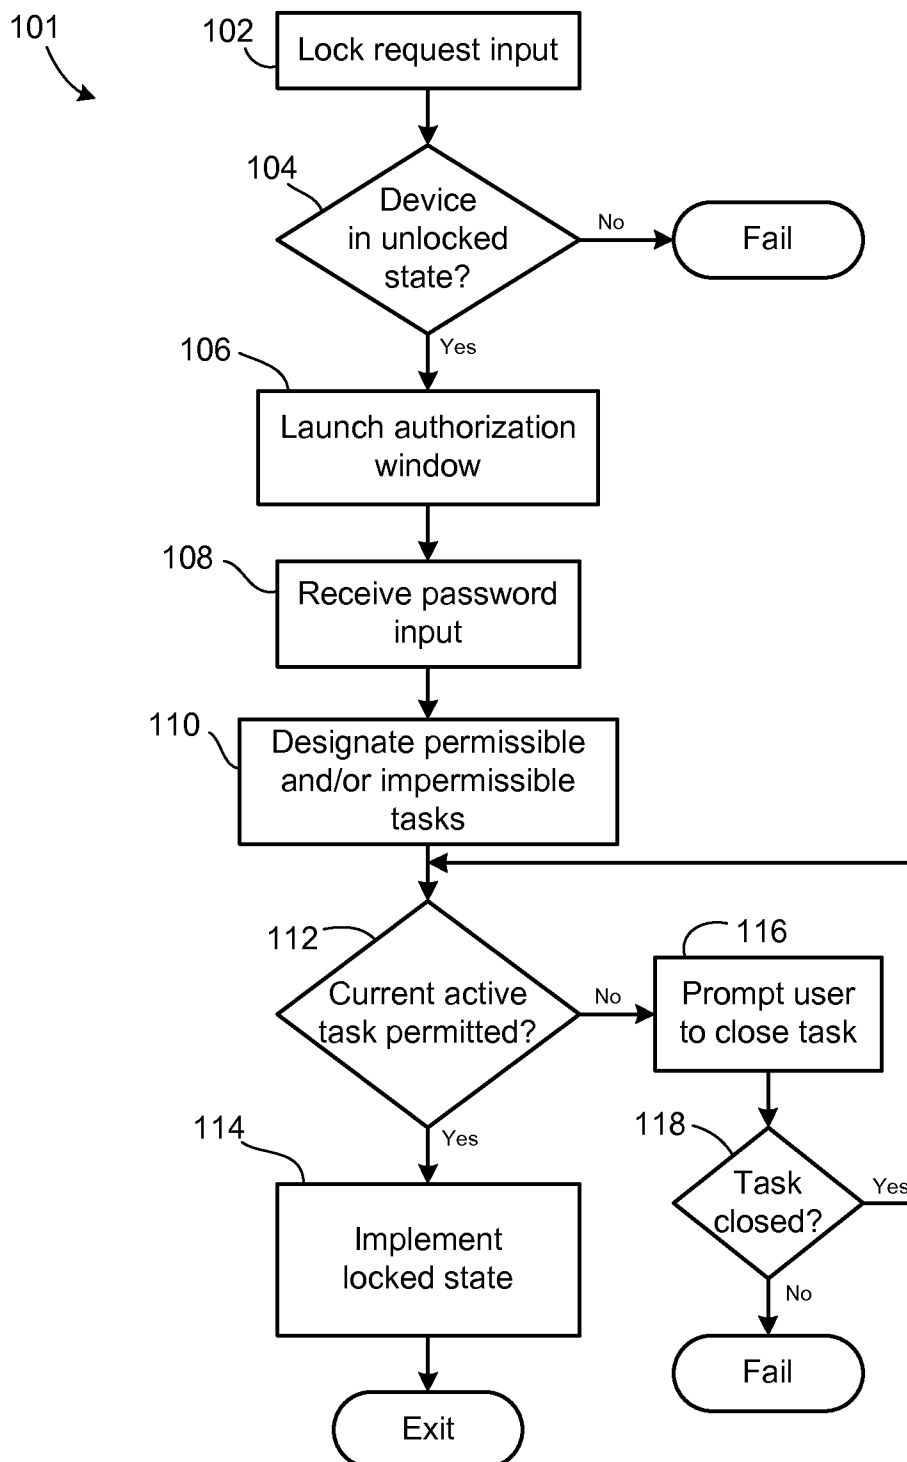 101
102
Lock request input
104
Device
in unlocked
state?
No
Fail
Yes
106
Launch authorization
window
108
Receive password
input
110
Designate permissible
and/or impermissible
tasks
112
Current active
task permitted?
No
116
Prompt user
to close task
Yes
114
Implement
locked state
118
Task
closed?
Yes
No
Fail
Exit